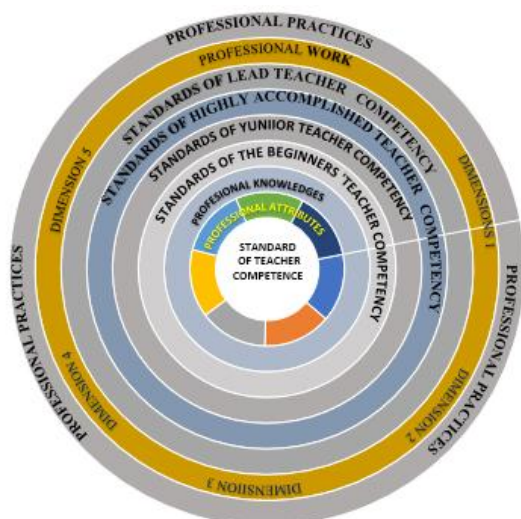 PROFESSIONAL PRACTICES
PROFESSIONAL WORK
STANDARDS OF LEAD TEACHER COMPETENCY
STANDARDS OF HIGHLY ACCOMPLISHED TEACHER COMPETENCY
STANDARDS OF YUNIIOR TEACHER COMPETENCY
STANDARDS OF THE BEGINNERS 'TEACHER COMPETENCY
PROFESIONAL KNOWLEDGES
PROFESIONAL ATTRIBUTES
STANDARD
OF TEACHER
COMPETENCE
DIMENSION 5
DIMENSIONS 1
PROFESSIONAL PRACTICES
PROFESSIONAL PRACTICES
DIMENSION 4
DIMENSION 2
DIMENSIION 3